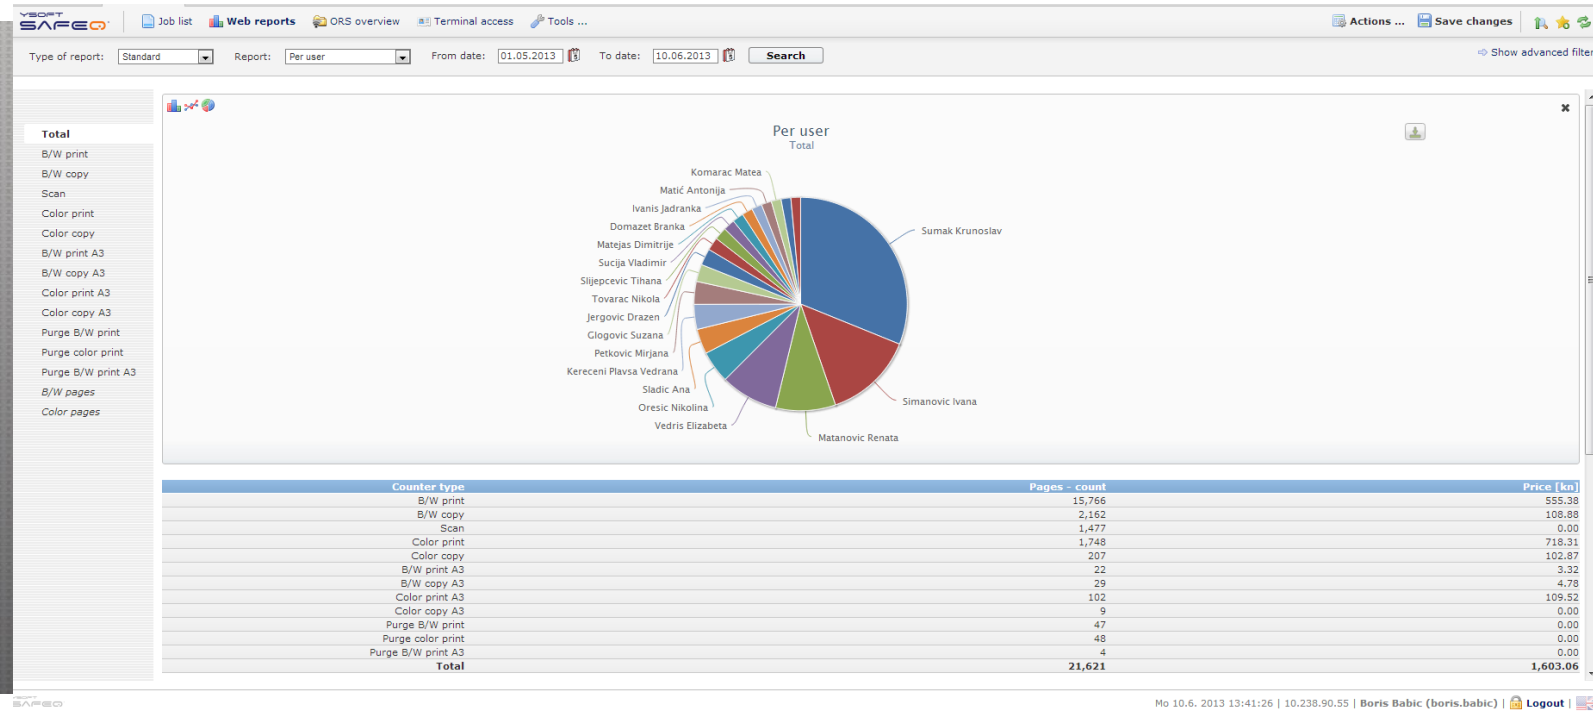 YSOFT
SAFEQ Job list Web reports ORS overview Terminal access Tools ... Actions ... Save changes
Type of report: Standard Report: Per user From date: 01.05.2013 To date: 10.06.2013 Search Show advanced filter
Total
B/W print
B/W copy
Scan
Color print
Color copy
B/W print A3
B/W copy A3
Color print A3
Color copy A3
Purge B/W print
Purge color print
Purge B/W print A3
B/W pages
Color pages
Per user
Total
Komarac Matea
Matić Antonija
Ivanis Jadranka
Domazet Branka
Matejas Dimitrije
Sucija Vladimir
Slijepcevic Tihana
Tovarac Nikola
Jergovic Drazen
Glogovic Suzana
Petkovic Mirjana
Kereceni Plavsa Vedrana
Sladic Ana
Oresic Nikolina
Vedris Elizabeta
Sumak Krunoslav
Simanovic Ivana
Matanovic Renata
Counter type Pages - count Price [kn]
B/W print 15,766 555.38
B/W copy 2,162 108.88
Scan 1,477 0.00
Color print 1,748 718.31
Color copy 207 102.87
B/W print A3 22 3.32
B/W copy A3 29 4.78
Color print A3 102 109.52
Color copy A3 9 0.00
Purge B/W print 47 0.00
Purge color print 48 0.00
Purge B/W print A3 4 0.00
Total 21,621 1,603.06
YSOFT
SAFEQ Mo 10.6. 2013 13:41:26 | 10.238.90.55 | Boris Babic (boris.babic) | Logout |